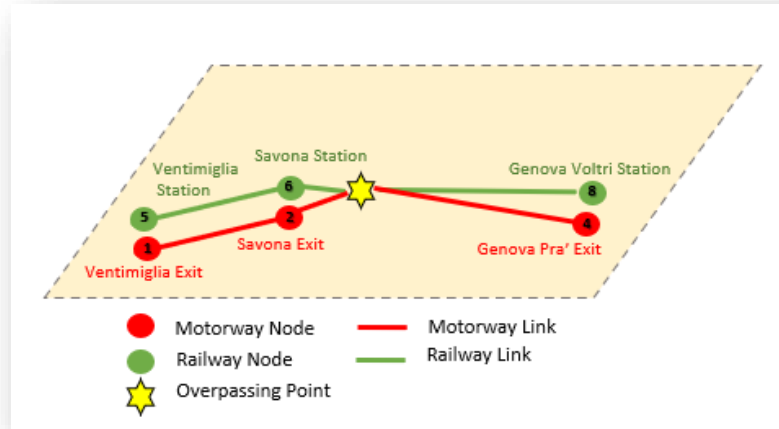 Savona Station
Ventimiglia
Station
Genova Voltri Station
6
8
5
2
4
1
Savona Exit
Genova Pra' Exit
Ventimiglia Exit
Motorway Node
Motorway Link
Railway Node
Railway Link
Overpassing Point